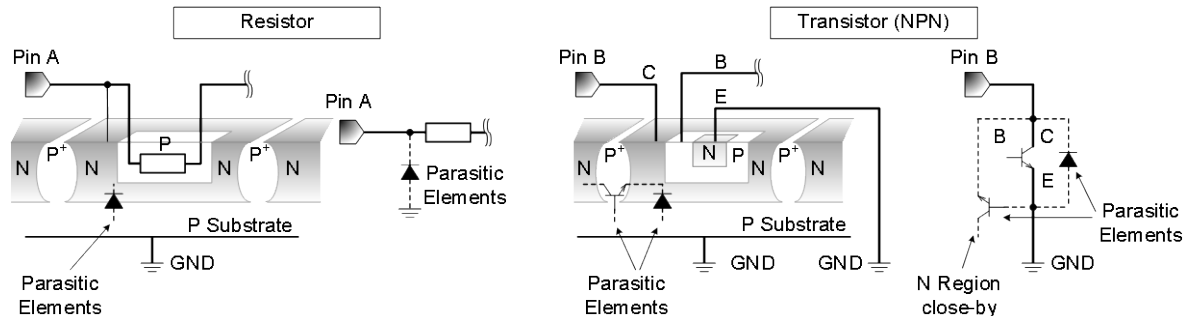 Resistor
Pin A
N
P+
N
P
N
P+
N
Parasitic
Elements
P Substrate
GND
Pin A
Parasitic
Elements
Transistor (NPN)
Pin B
C
B
E
N
P+
N
N
P
P+
N
N
P Substrate
Parasitic
Elements
GND
GND
Pin B
B
C
E
Parasitic
Elements
GND
N Region
close-by